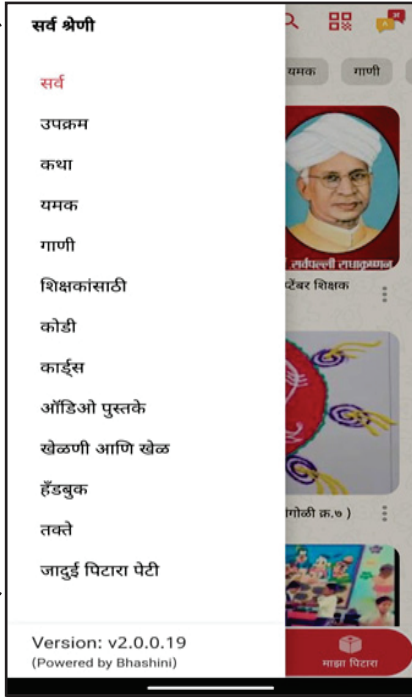 सर्व श्रेणी
सर्व
उपक्रम
कथा
यमक
गाणी
शिक्षकांसाठी
कोडी
कार्ड्स
ऑडिओ पुस्तके
खेळणी आणि खेळ
हँडबुक
तक्ते
जादुई पिटारा पेटी
Version: v2.0.0.19
(Powered by Bhashini)
यमक
गाणी
सर्वपल्ली राधाकृष्णन
प्टेंबर शिक्षक
गोळी क्र.७ )
माझा पिटारा